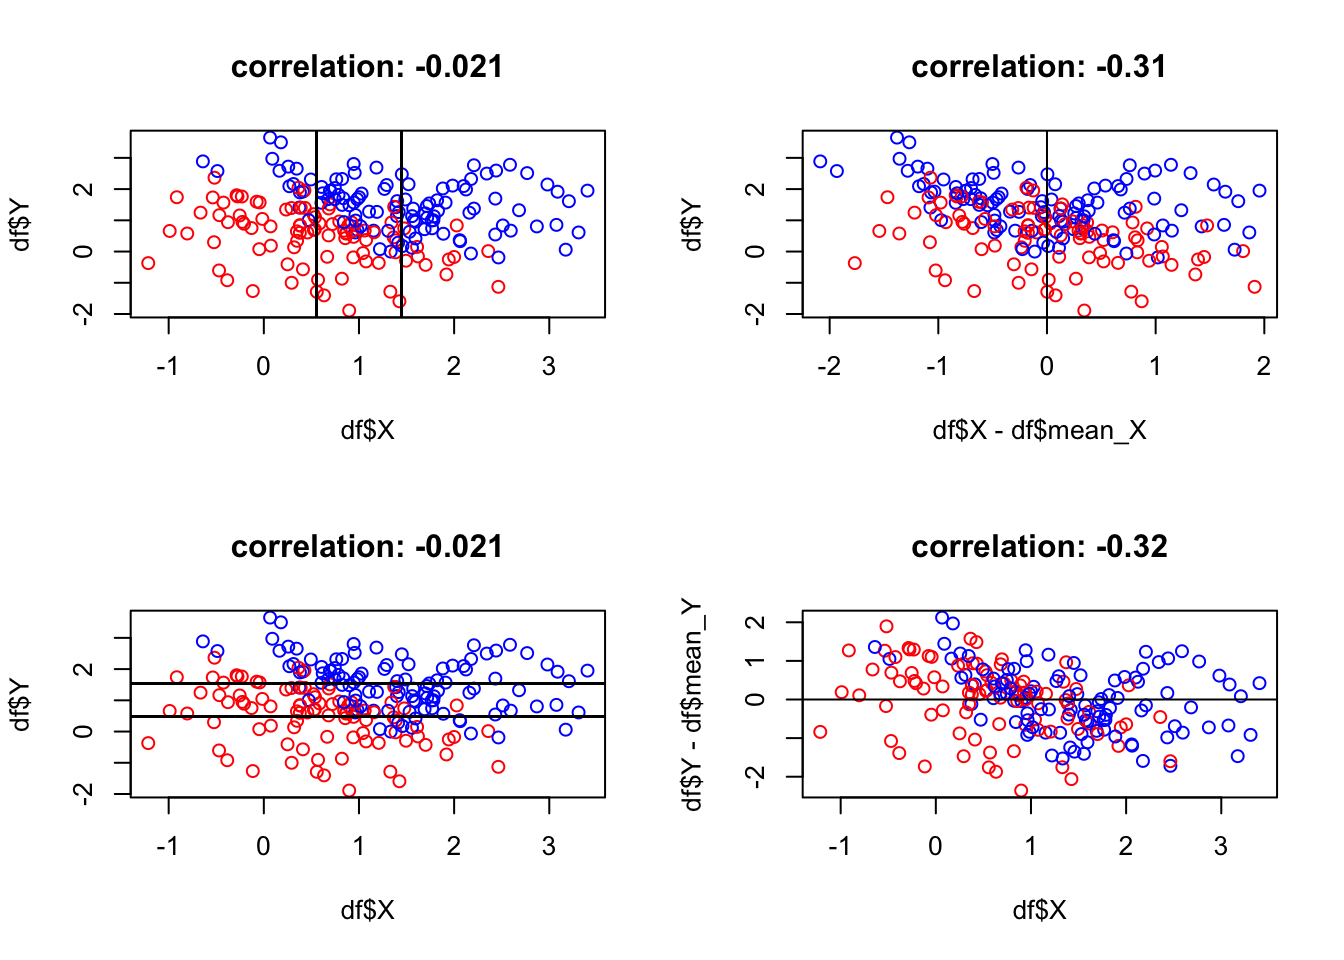 correlation: -0.021
df$Y
2
0
-2
-1 0 1 2 3
df$X
correlation: -0.31
df$Y
2
0
-2
-2 -1 0 1 2
df$X - df$mean_X
correlation: -0.021
df$Y
2
0
-2
-1 0 1 2 3
df$X
correlation: -0.32
df$Y - df$mean_Y
2
1
0
-2
-1 0 1 2 3
df$X